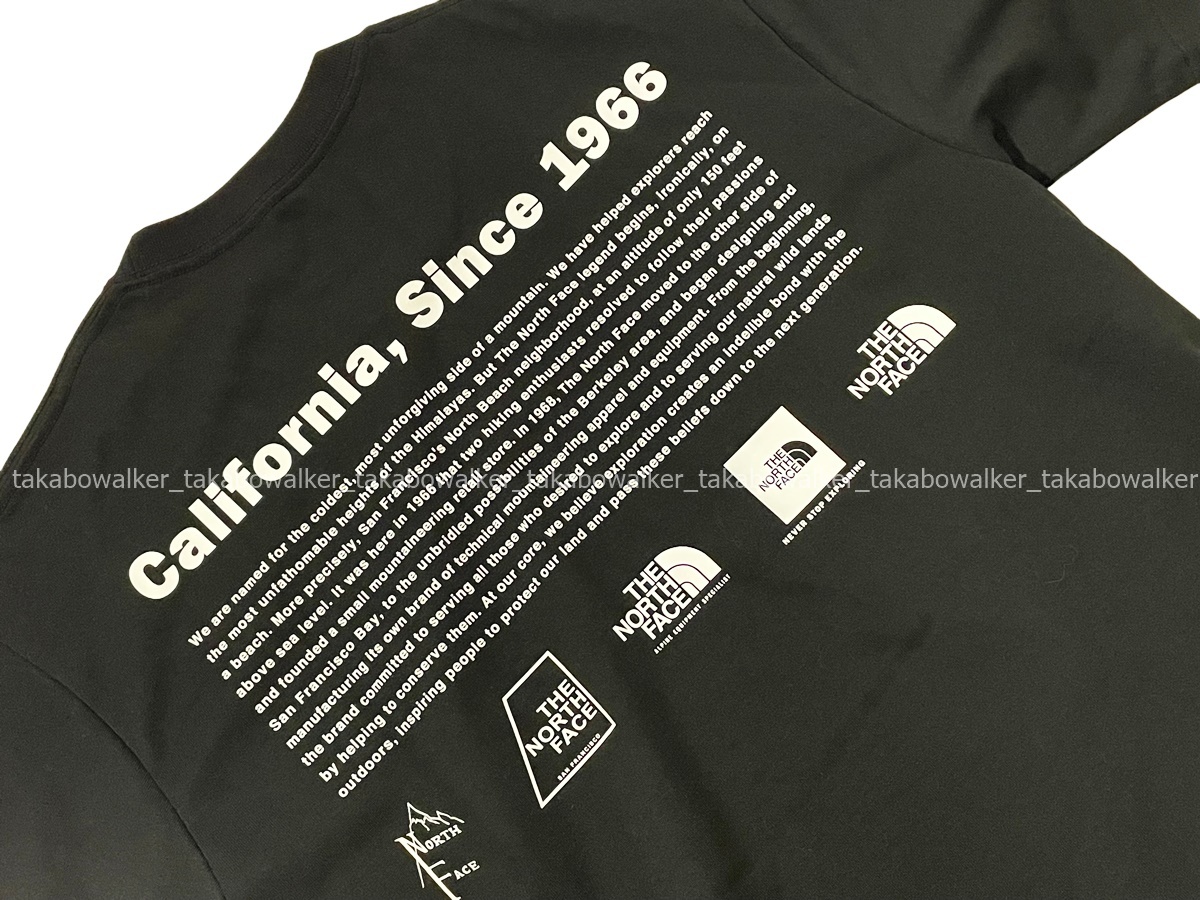 California, Since 1966
We are named for the coldest, most unforgiving side of a mountain. We have helped explorers reach
the most unfathomable heights of the Himalayas. But The North Face legend begins, ironically, on
a beach. More precisely, San Francisco's North Beach neighborhood, at an altitude of only 150 feet
above sea level. It was here in 1966 that two hiking enthusiasts resolved to follow their passions
and founded a small mountaineering retail store. In 1968, The North Face moved to the other side of
San Francisco Bay, to the unbridled possibilities of the Berkeley area, and began designing and
manufacturing its own brand of technical mountaineering apparel and equipment. From the beginning,
the brand committed to serving all those who desired to explore and to serving our natural wild lands
by helping to conserve them. At our core, we believe exploration creates an indelible bond with the
outdoors, inspiring people to protect our land and pass these beliefs down to the next generation.
NORTH
FACE
THE
NORTH
FACE
SAN FRANCISCO
THE
NORTH
FACE
ALPINE EQUIPMENT SPECIALIST
THE
NORTH
FACE
NEVER STOP EXPLORING
THE
NORTH
FACE
takabowalker_takabowalker_takabowalker_takabowalker_takabowalker_takabowalker_takabowalker